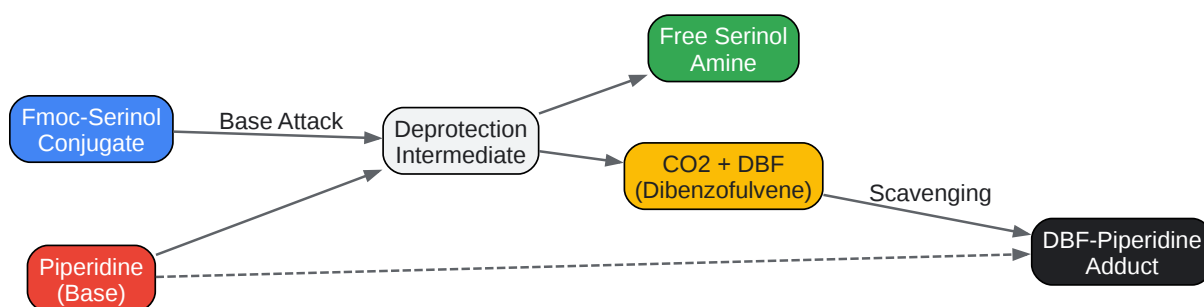 Free Serinol
Amine
Fmoc-Serinol
Conjugate
Base Attack
Deprotection
Intermediate
CO2 + DBF
(Dibenzofulvene)
Scavenging
Piperidine
(Base)
DBF-Piperidine
Adduct